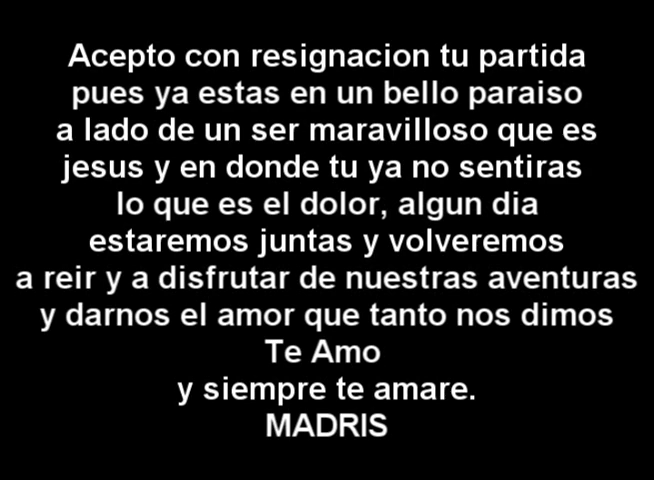 Acepto con resignacion tu partida
pues ya estas en un bello paraiso
a lado de un ser maravilloso que es
jesus y en donde tu ya no sentiras
lo que es el dolor, algun dia
estaremos juntas y volveremos
a reir y a disfrutar de nuestras aventuras
y darnos el amor que tanto nos dimos
Te Amo
y siempre te amare.
MADRIS